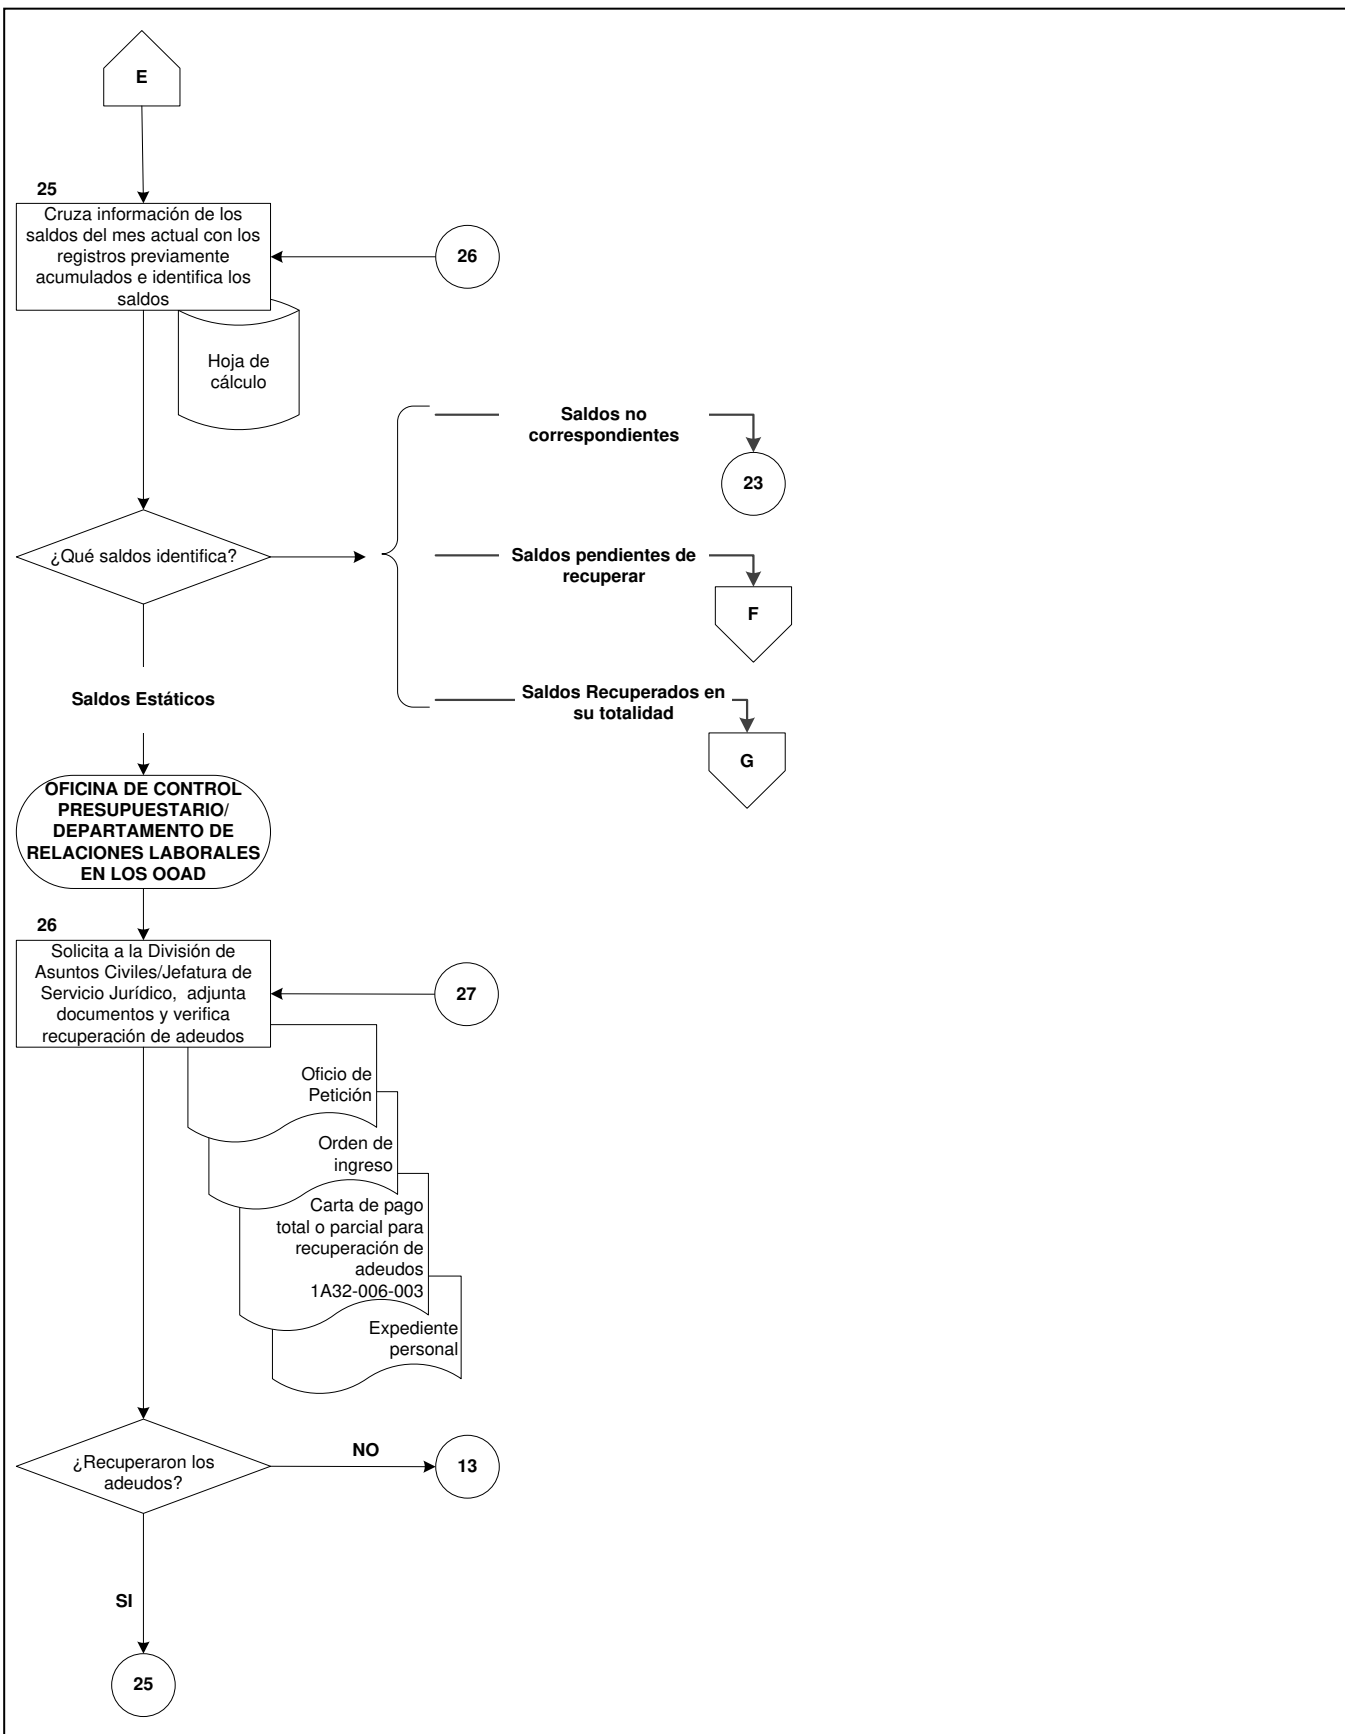 E
25
Cruza información de los
saldos del mes actual con los
registros previamente
acumulados e identifica los
saldos
26
Hoja de
cálculo
Saldos no
correspondientes
23
¿Qué saldos identifica?
Saldos pendientes de
recuperar
F
Saldos Recuperados en
su totalidad
G
Saldos Estáticos
OFICINA DE CONTROL
PRESUPUESTARIO/
DEPARTAMENTO DE
RELACIONES LABORALES
EN LOS OOAD
26
Solicita a la División de
Asuntos Civiles/Jefatura de
Servicio Jurídico, adjunta
documentos y verifica
recuperación de adeudos
27
Oficio de
Petición
Orden de
ingreso
Carta de pago
total o parcial para
recuperación de
adeudos
1A32-006-003
Expediente
personal
¿Recuperaron los
adeudos?
NO
13
SI
25